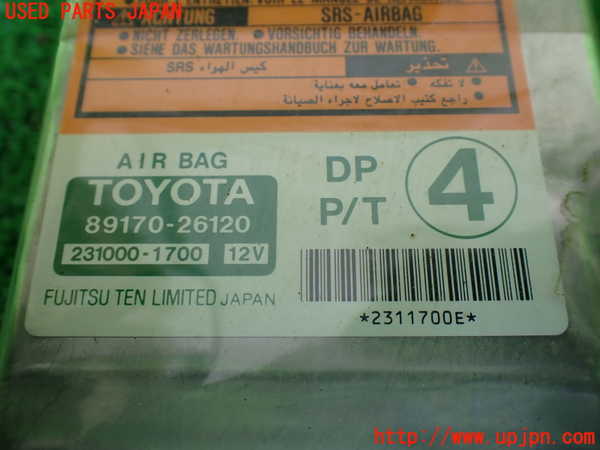 USED PARTS JAPAN
SRS-AIRBAG
● NICHT ZERLEGEN. ● VORSICHTIG BEHANDELN.
● SIEHE DAS WARTUNGSHANDBUCH ZUR WARTUNG.
تحذير
كيس الهواء SRS
● لا تفكه ● تعامل معه بعناية
● راجع كتيب الاصلاح لاجراء الصيانة
AIR BAG
TOYOTA
89170-26120
231000-1700 12V
FUJITSU TEN LIMITED JAPAN
DP
P/T
4
*2311700E*
http://www.upjpn.com/